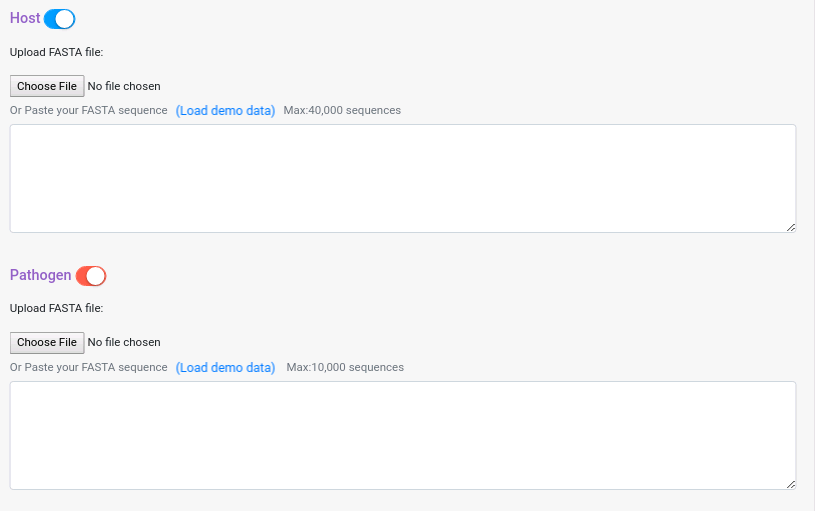 Host
Upload FASTA file:
Choose File No file chosen
Or Paste your FASTA sequence (Load demo data) Max:40,000 sequences
Pathogen
Upload FASTA file:
Choose File No file chosen
Or Paste your FASTA sequence (Load demo data) Max:10,000 sequences